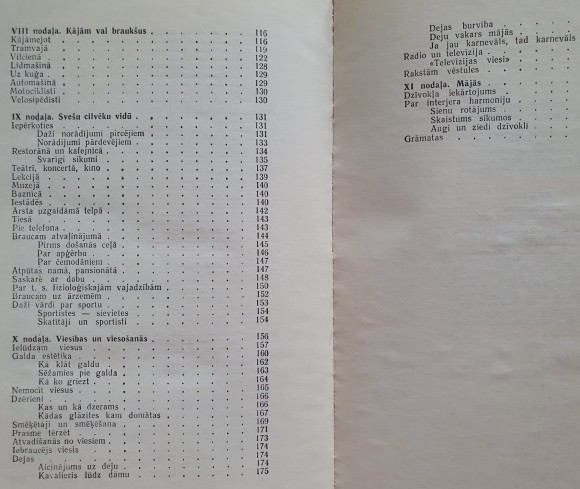 VIII nodaļa. Kājām vai braukšus . . . . . . . 116
Kājāmejot . . . . . . . 116
Tramvajā . . . . . . . 119
Vilcienā . . . . . . . 122
Lidmašīnā . . . . . . . 128
Uz kuģa . . . . . . . 129
Automašīnā . . . . . . . 129
Motociklisti . . . . . . . 130
Velosipēdisti . . . . . . . 130
IX nodaļa. Svešu cilvēku vidū . . . . . . . 131
Iepērkoties . . . . . . . 131
Daži norādījumi pircējiem . . . . . . . 131
Norādījumi pārdevējiem . . . . . . . 133
Restorānā un kafejnīcā . . . . . . . 134
Svarīgi sīkumi . . . . . . . 135
Teātrī, koncertā, kino . . . . . . . 137
Lekcijā . . . . . . . 139
Muzejā . . . . . . . 140
Baznīcā . . . . . . . 140
Iestādēs . . . . . . . 140
Ārsta uzgaidāmā telpā . . . . . . . 142
Tiesā . . . . . . . 143
Pie telefona . . . . . . . 143
Braucam atvaļinājumā . . . . . . . 144
Pirms došanās ceļā . . . . . . . 145
Par apģērbu . . . . . . . 146
Par čemodāniem . . . . . . . 147
Atpūtas namā, pansionātā . . . . . . . 147
Saskarē ar dabu . . . . . . . 148
Par t. s. fizioloģiskajām vajadzībām . . . . . . . 150
Braucam uz ārzemēm . . . . . . . 152
Daži vārdi par sportu . . . . . . . 153
Sportistes — sievietes . . . . . . . 154
Skatītāji un sportisti . . . . . . . 154
X nodaļa. Viesības un viesošanās . . . . . . . 156
Ielūdzam viesus . . . . . . . 157
Galda estētika . . . . . . . 160
Kā klāt galdu . . . . . . . 162
Sēžamies pie galda . . . . . . . 163
Kā ko griezt . . . . . . . 164
Nemocīt viesus . . . . . . . 165
Dzērieni . . . . . . . 166
Kas un kā dzerams . . . . . . . 166
Kādas glāzītes kam domātas . . . . . . . 167
Smēķētāji un smēķēšana . . . . . . . 169
Prasme tērzēt . . . . . . . 171
Atvadīšanās no viesiem . . . . . . . 173
Iebraucējs viesis . . . . . . . 174
Dejas . . . . . . . 174
Aicinājums uz deju . . . . . . . 174
Kavalieris lūdz dāmu . . . . . . . 175
Dejas burvība . . . .
Deju vakars mājās . . . .
Ja jau karnevāls, tad karnevāls
Radio un televīzija . . . .
«Televīzijas viesi» . . . .
Rakstām vēstules . . . .
XI nodaļa. Mājās . . . .
Dzīvokļa iekārtojums . . . .
Par interjera harmoniju . . . .
Sienu rotājums . . . .
Skaistums sīkumos . . . .
Augi un ziedi dzīvoklī . . . .
Grāmatas . . . .